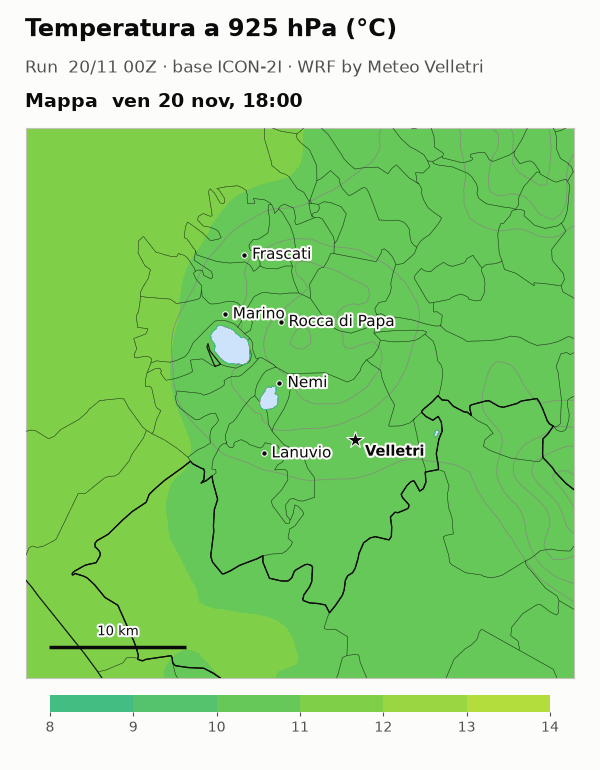 Temperatura a 925 hPa (°C)
Run  20/11 00Z · base ICON-2I · WRF by Meteo Velletri
Mappa  ven 20 nov, 18:00
Frascati
Marino
Rocca di Papa
Nemi
Velletri
Lanuvio
10 km
8 9 10 11 12 13 14